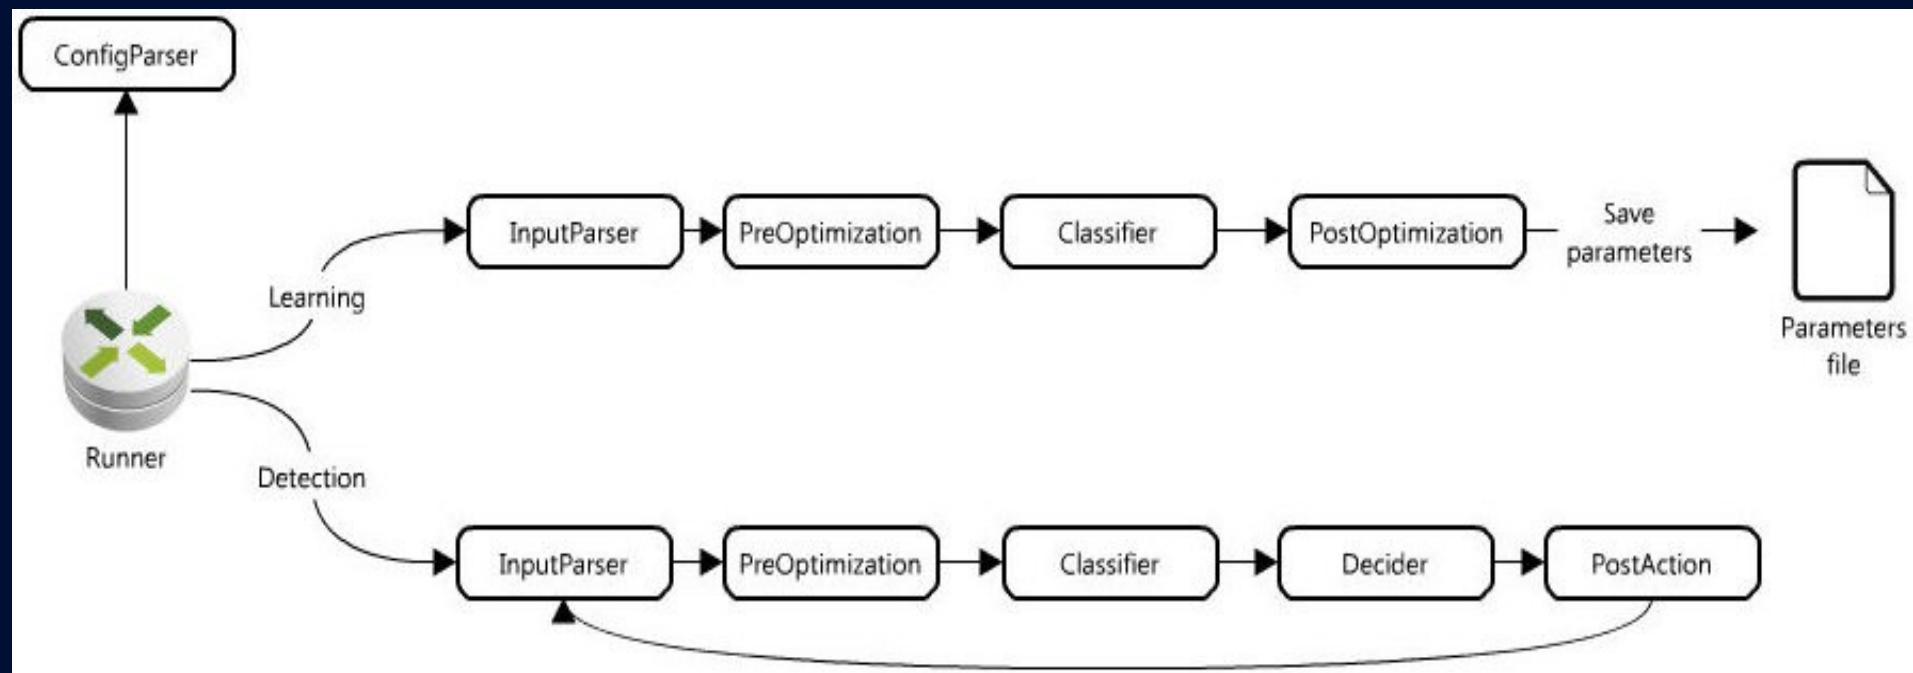 ConfigParser
InputParser
PreOptimization
Classifier
PostOptimization
Save
parameters
Learning
Parameters
file
Runner
Detection
InputParser
PreOptimization
Classifier
Decider
PostAction